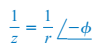 1/z = 1/r ∠−ϕ